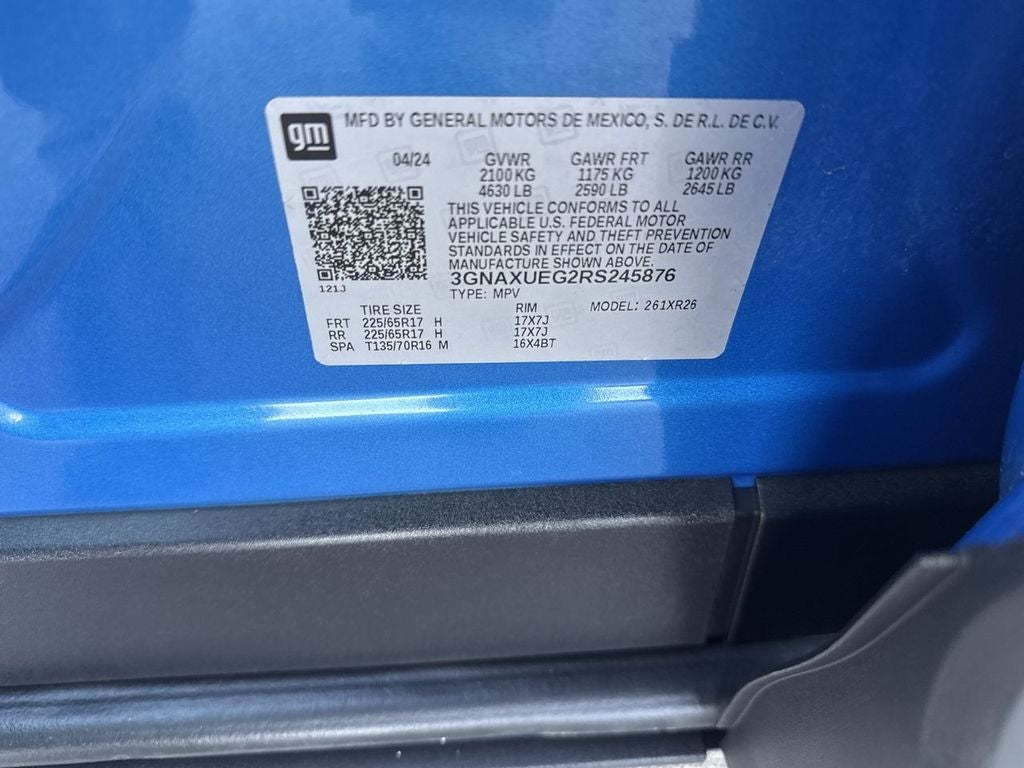 gm MFD BY GENERAL MOTORS DE MEXICO, S. DE R.L. DE C.V.
04/24 GVWR GAWR FRT GAWR RR
2100 KG 1175 KG 1200 KG
4630 LB 2590 LB 2645 LB
THIS VEHICLE CONFORMS TO ALL
APPLICABLE U.S. FEDERAL MOTOR
VEHICLE SAFETY AND THEFT PREVENTION
STANDARDS IN EFFECT ON THE DATE OF
MANUFACTURE SHOWN ABOVE.
3GNAXUEG2RS245876
121J
TYPE: MPV MODEL: 261XR26
TIRE SIZE RIM
FRT 225/65R17 H 17X7J
RR 225/65R17 H 17X7J
SPA T135/70R16 M 16X4BT